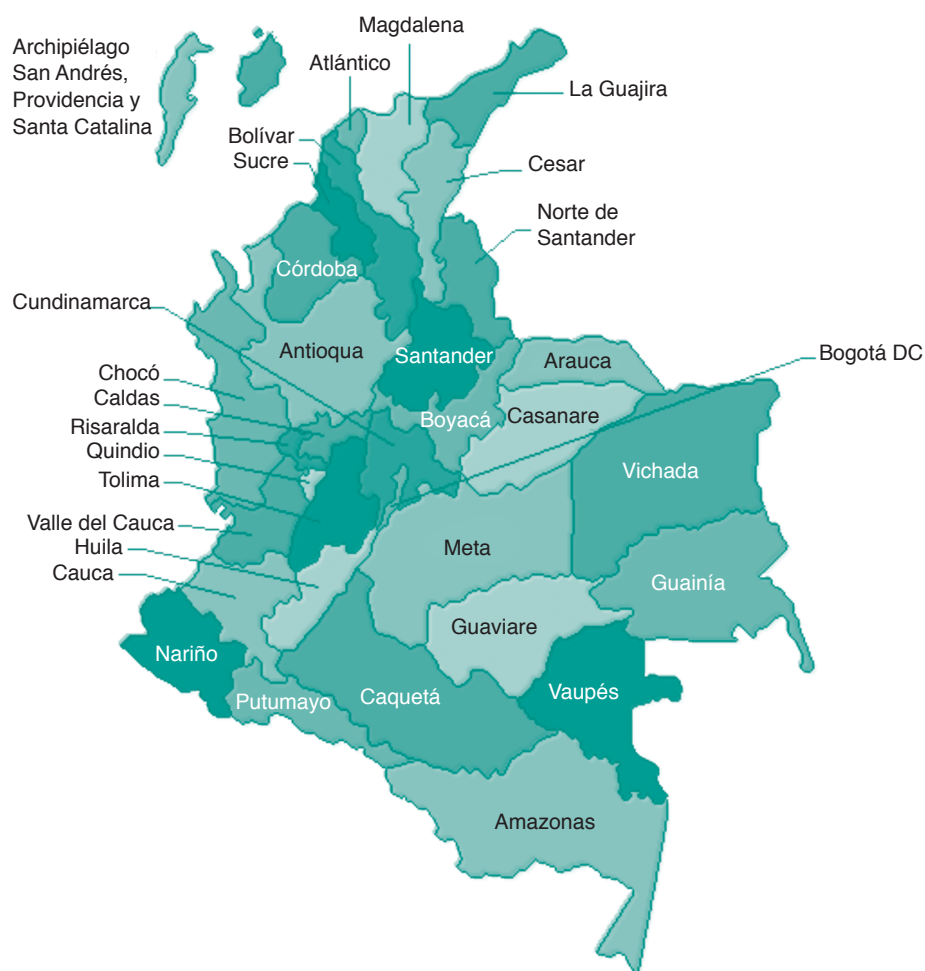 Archipiélago
San Andrés,
Providencia y
Santa Catalina
Magdalena
Atlántico
La Guajira
Bolívar
Sucre
Cesar
Norte de
Santander
Córdoba
Cundinamarca
Antioqua
Santander
Arauca
Bogotá DC
Chocó
Caldas
Boyacá
Casanare
Risaralda
Quindio
Tolima
Vichada
Valle del Cauca
Huila
Meta
Cauca
Guainía
Guaviare
Nariño
Putumayo
Caquetá
Vaupés
Amazonas